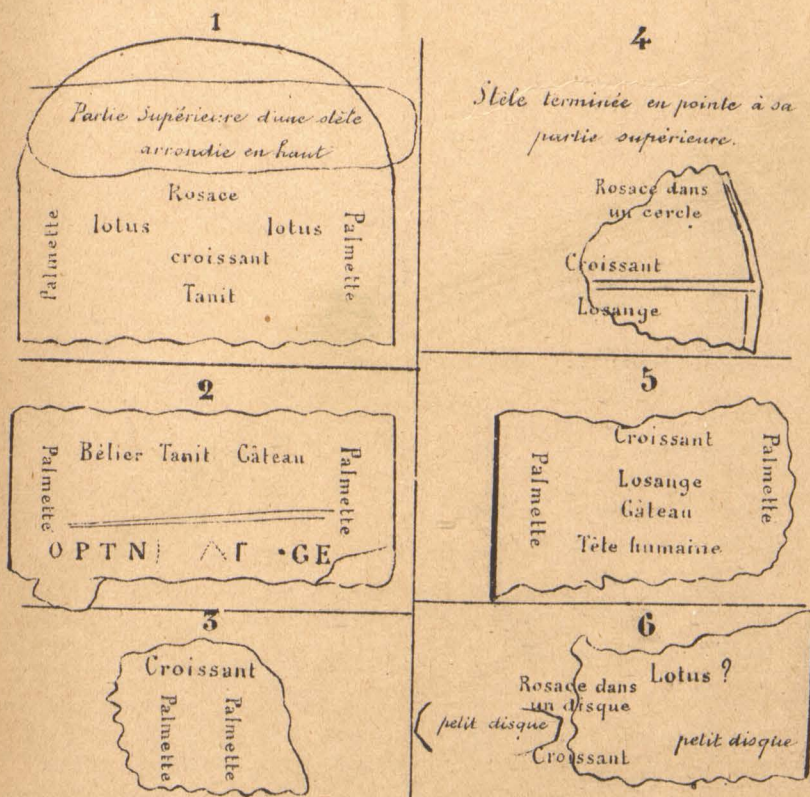 1
Partie Supérieure d'une stèle
arrondie en haut
Rosace
lotus lotus
Palmette
Palmette
croissant
Tanit
2
Bélier Tanit Gâteau
Palmette
Palmette
O P T N Γ • G E
3
Croissant
Palmette
Palmette
4
Stèle terminée en pointe à sa
partie supérieure.
Rosace dans
un cercle
Croissant
Losange
5
Croissant
Palmette
Palmette
Losange
Gâteau
Tête humaine
6
Lotus ?
Rosace dans
un disque
petit disque
petit disque
Croissant